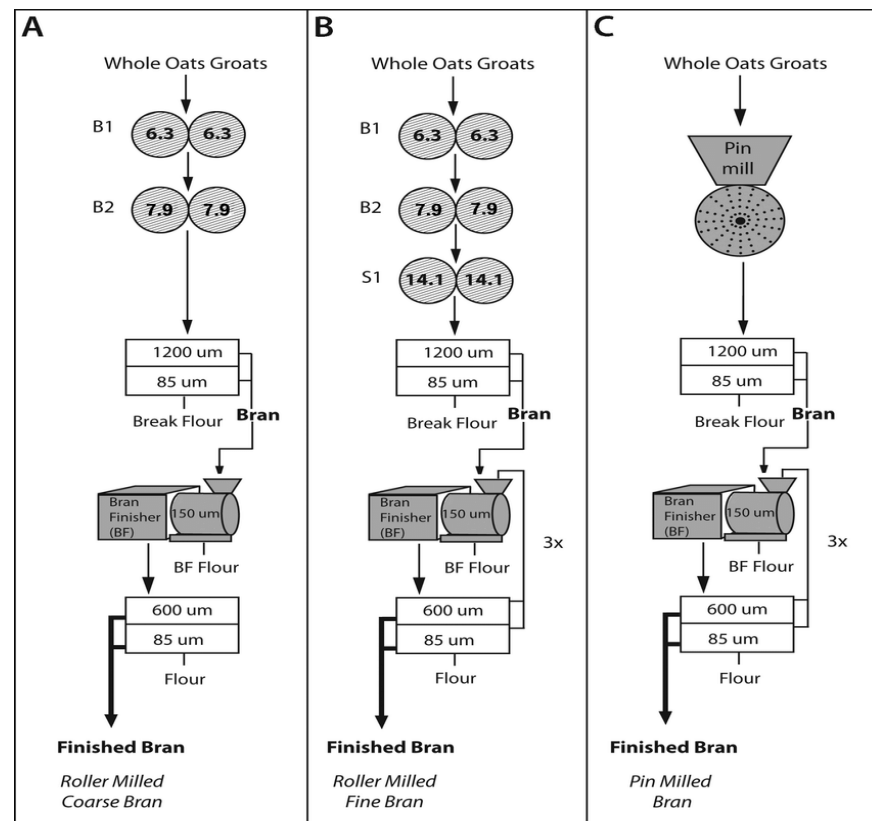 A
Whole Oats Groats
B1
6.3 6.3
B2
7.9 7.9
1200 um
85 um
Break Flour
Bran
Bran
Finisher
(BF)
150 um
BF Flour
600 um
85 um
Flour
Finished Bran
Roller Milled
Coarse Bran
B
Whole Oats Groats
B1
6.3 6.3
B2
7.9 7.9
S1
14.1 14.1
1200 um
85 um
Break Flour
Bran
Bran
Finisher
(BF)
150 um
BF Flour
3x
600 um
85 um
Flour
Finished Bran
Roller Milled
Fine Bran
C
Whole Oats Groats
Pin
mill
1200 um
85 um
Break Flour
Bran
Bran
Finisher
(BF)
150 um
BF Flour
3x
600 um
85 um
Flour
Finished Bran
Pin Milled
Bran